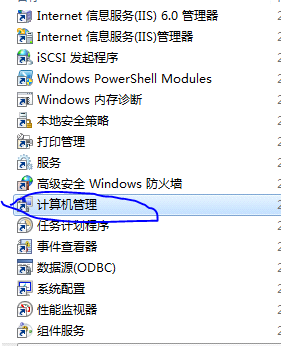 Internet 信息服务(IIS) 6.0 管理器
Internet 信息服务(IIS)管理器
iSCSI 发起程序
Windows PowerShell Modules
Windows 内存诊断
本地安全策略
打印管理
服务
高级安全 Windows 防火墙
计算机管理
任务计划程序
事件查看器
数据源(ODBC)
系统配置
性能监视器
组件服务